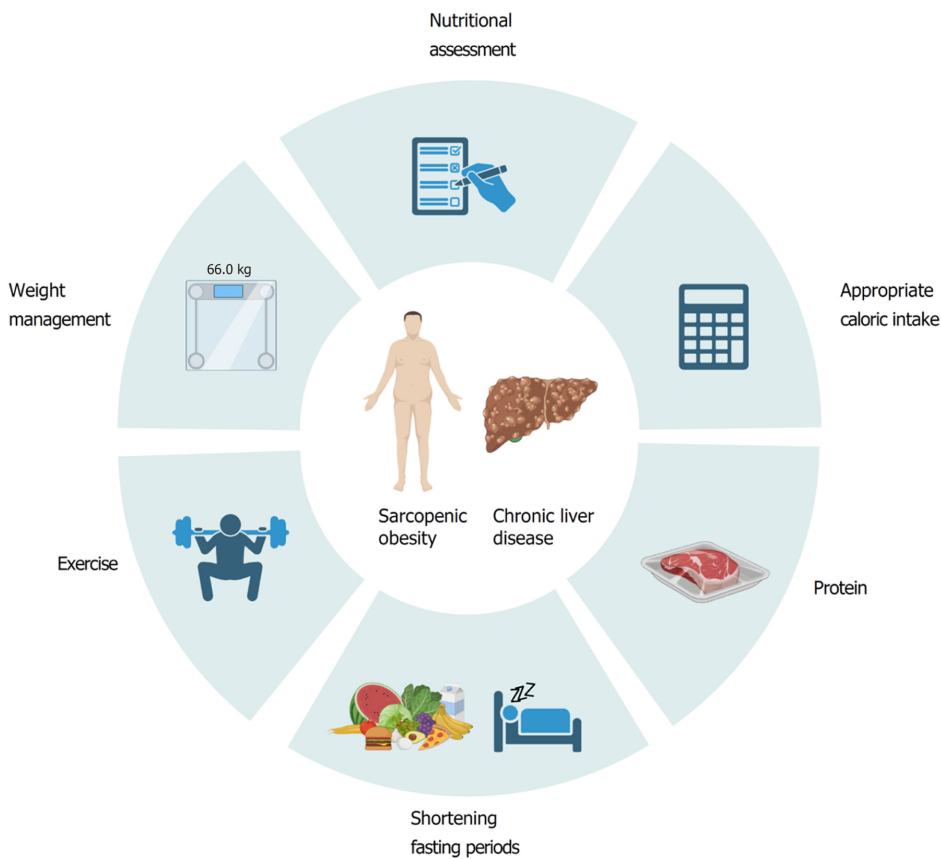 Nutritional
assessment
Appropriate
caloric intake
Protein
Shortening
fasting periods
Exercise
Weight
management
66.0 kg
Sarcopenic
obesity
Chronic liver
disease
ZZZ